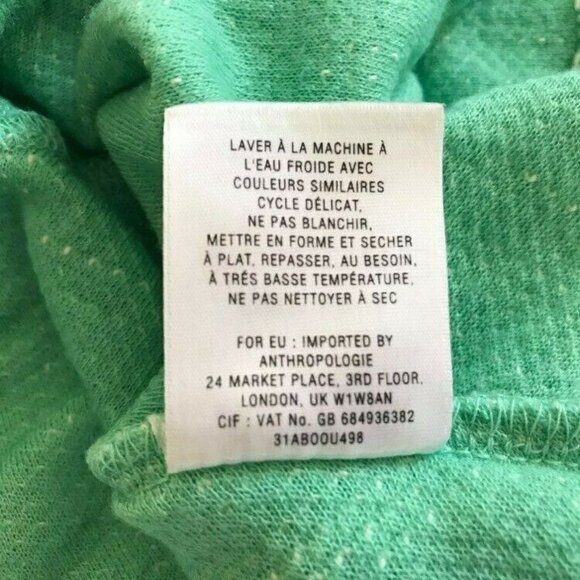 LAVER À LA MACHINE À
L'EAU FROIDE AVEC
COULEURS SIMILAIRES
CYCLE DÉLICAT,
NE PAS BLANCHIR,
METTRE EN FORME ET SECHER
À PLAT, REPASSER, AU BESOIN,
À TRÉS BASSE TEMPÉRATURE,
NE PAS NETTOYER À SEC
FOR EU : IMPORTED BY
ANTHROPOLOGIE
24 MARKET PLACE, 3RD FLOOR,
LONDON, UK W1W8AN
CIF : VAT No. GB 684936382
31ABOOU498